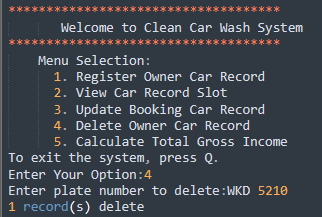 ************************************
Welcome to Clean Car Wash System
************************************
Menu Selection:
1. Register Owner Car Record
2. View Car Record Slot
3. Update Booking Car Record
4. Delete Owner Car Record
5. Calculate Total Gross Income
To exit the system, press Q.
Enter Your Option:4
Enter plate number to delete:WKD 5210
1 record(s) delete